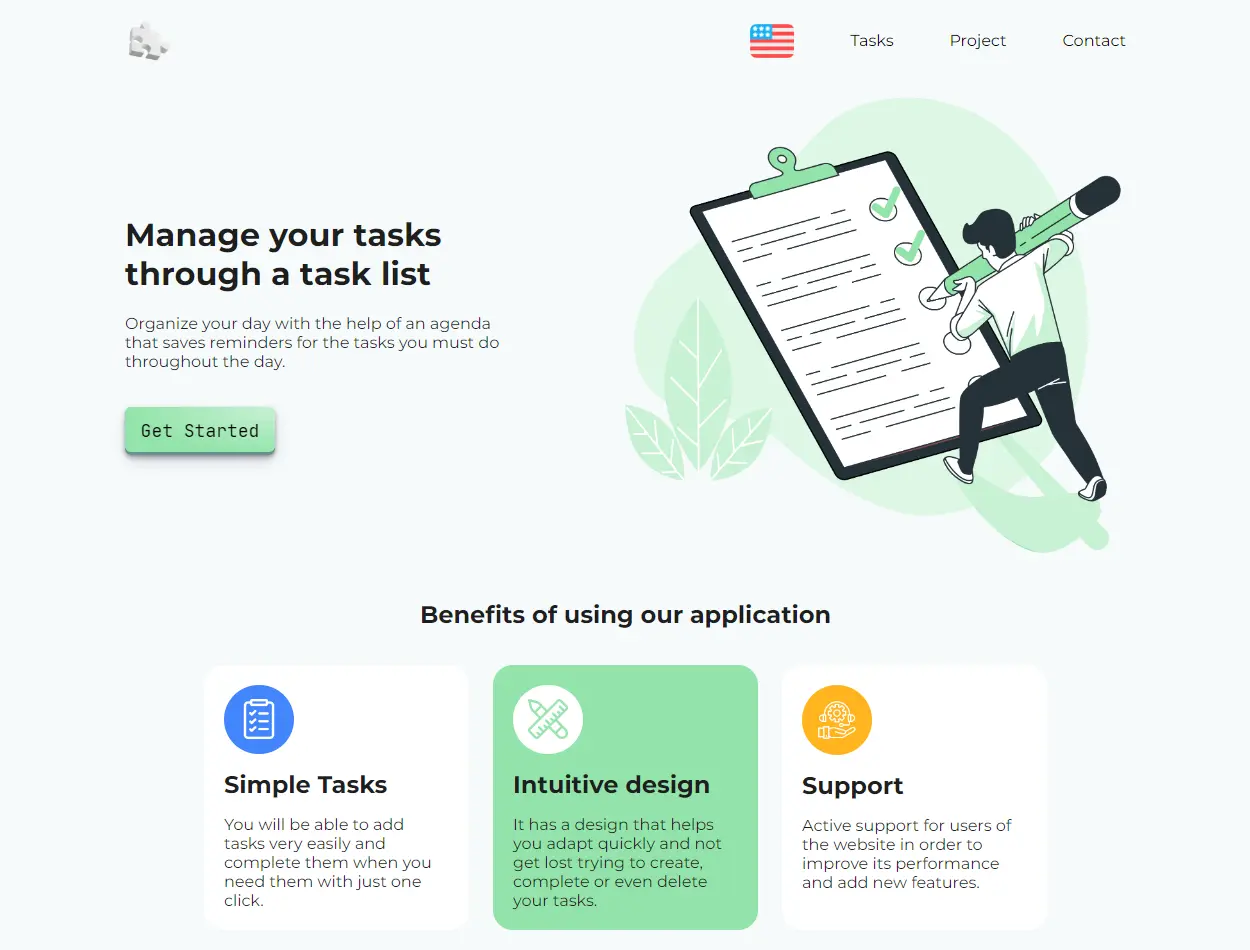 Tasks Project Contact
Manage your tasks
through a task list
Organize your day with the help of an agenda
that saves reminders for the tasks you must do
throughout the day.
Get Started
Benefits of using our application
Simple Tasks
You will be able to add
tasks very easily and
complete them when you
need them with just one
click.
Intuitive design
It has a design that helps
you adapt quickly and not
get lost trying to create,
complete or even delete
your tasks.
Support
Active support for users of
the website in order to
improve its performance
and add new features.